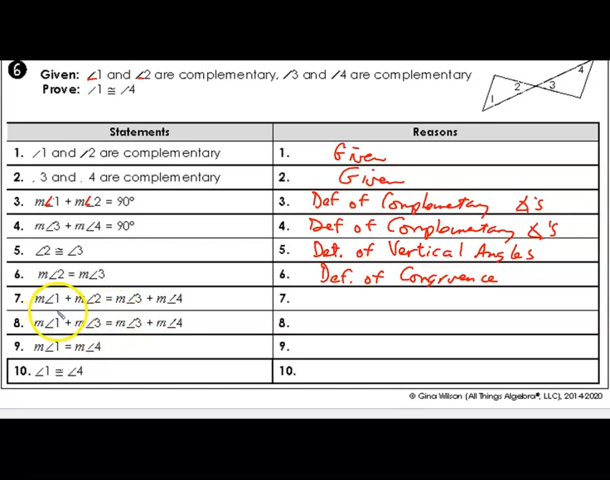 6
Given: ∠1 and ∠2 are complementary, ∠3 and ∠4 are complementary
Prove: ∠1 ≅ ∠4
1 2 3 4
Statements Reasons
1. ∠1 and ∠2 are complementary 1. Given
2. ∠3 and ∠4 are complementary 2. Given
3. m∠1 + m∠2 = 90° 3. Def of Complementary ∡'s
4. m∠3 + m∠4 = 90° 4. Def of Complementary ∡'s
5. ∠2 ≅ ∠3 5. Def. of Vertical Angles
6. m∠2 = m∠3 6. Def. of Congruence
7. m∠1 + m∠2 = m∠3 + m∠4 7.
8. m∠1 + m∠3 = m∠3 + m∠4 8.
9. m∠1 = m∠4 9.
10. ∠1 ≅ ∠4 10.
© Gina Wilson (All Things Algebra®, LLC), 2014-2020